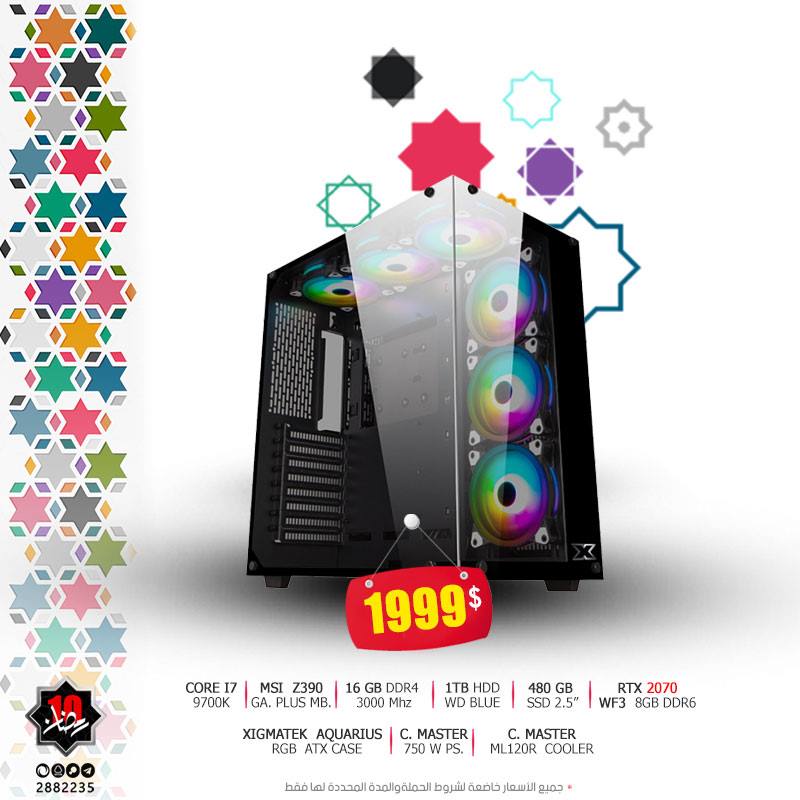 1999$
CORE I7
9700K
MSI Z390
GA. PLUS MB.
16 GB DDR4
3000 Mhz
1TB HDD
WD BLUE
480 GB
SSD 2.5”
RTX 2070
WF3 8GB DDR6
XIGMATEK AQUARIUS
RGB ATX CASE
C. MASTER
750 W PS.
C. MASTER
ML120R COOLER
10
2882235
* جميع الأسعار خاضعة لشروط الحملة والمدة المحددة لها فقط